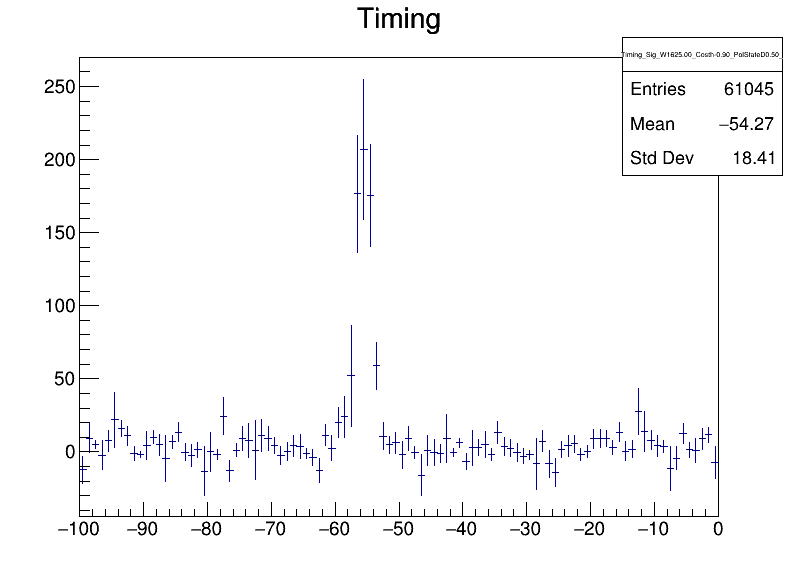 Timing
Timing_Sig_W1625.00_Costh-0.90_PolStateD0.50_
Entries 61045
Mean −54.27
Std Dev 18.41
250
200
150
100
50
0
−100 −90 −80 −70 −60 −50 −40 −30 −20 −10 0